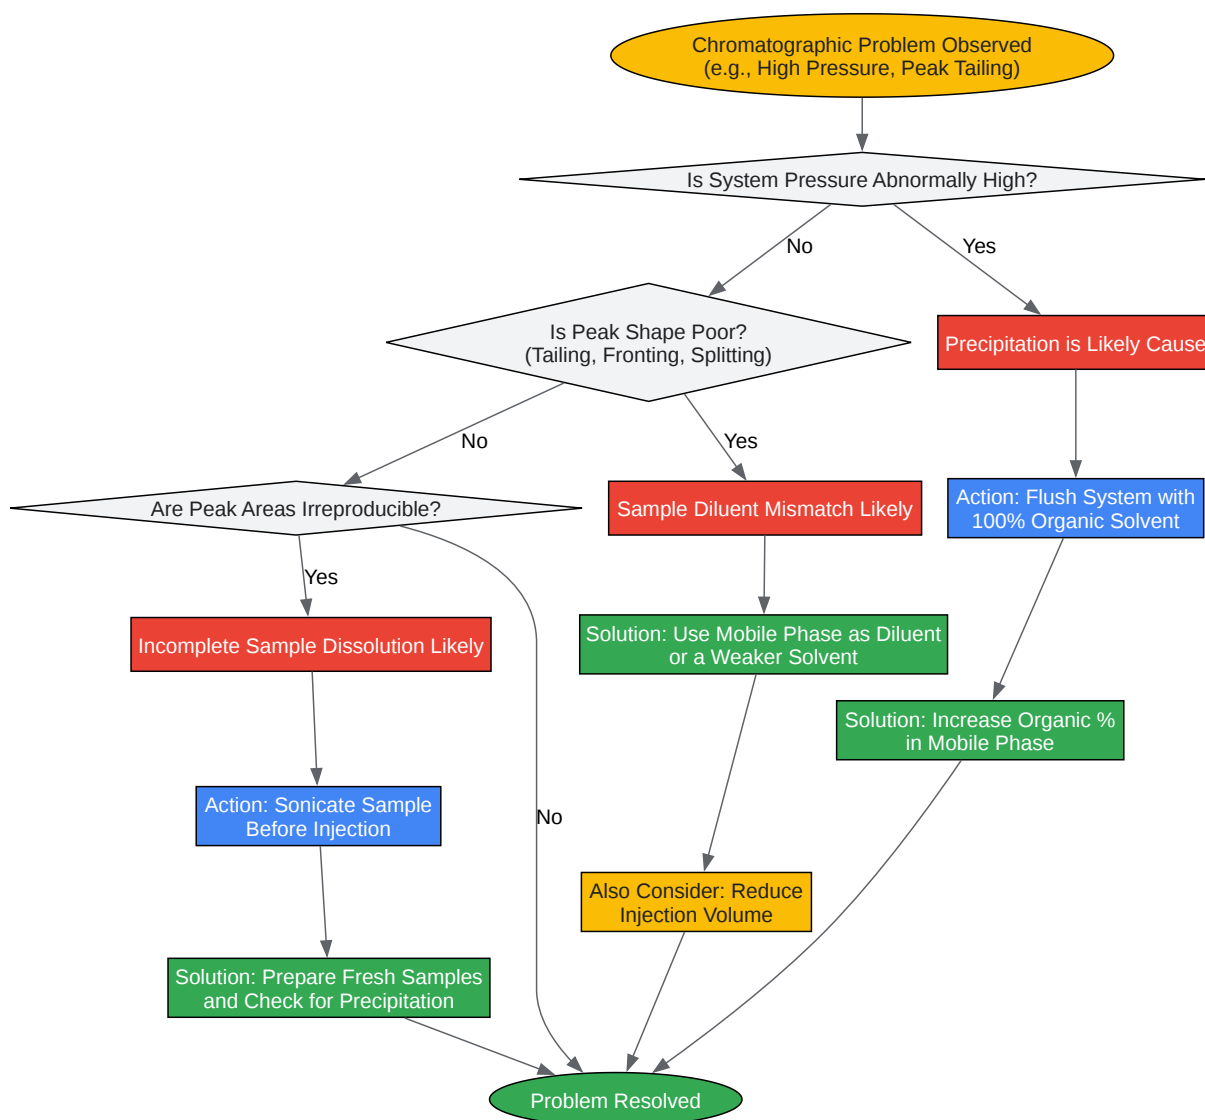 Chromatographic Problem Observed
(e.g., High Pressure, Peak Tailing)
Is System Pressure Abnormally High?
No
Yes
Is Peak Shape Poor?
(Tailing, Fronting, Splitting)
Precipitation is Likely Cause
No
Yes
Are Peak Areas Irreproducible?
Sample Diluent Mismatch Likely
Action: Flush System with
100% Organic Solvent
Yes
Incomplete Sample Dissolution Likely
Solution: Use Mobile Phase as Diluent
or a Weaker Solvent
Solution: Increase Organic %
in Mobile Phase
Action: Sonicate Sample
Before Injection
No
Also Consider: Reduce
Injection Volume
Solution: Prepare Fresh Samples
and Check for Precipitation
Problem Resolved